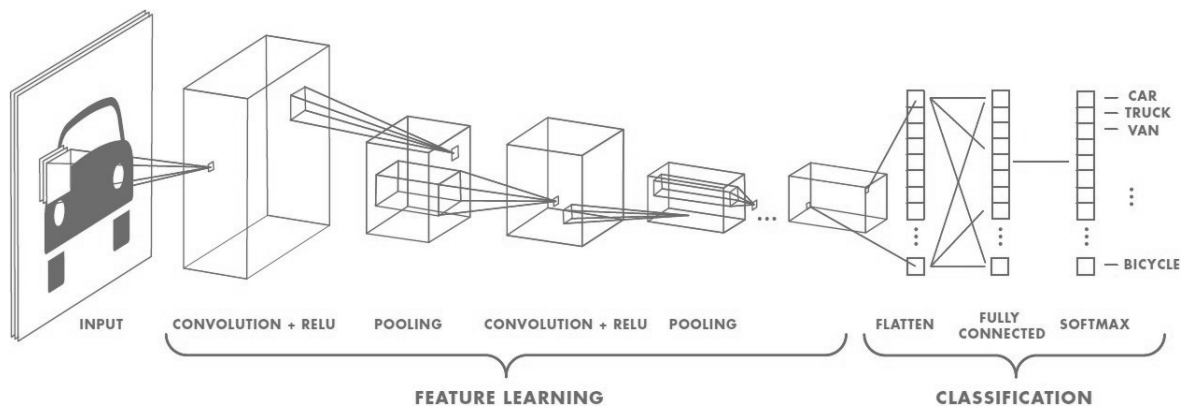 CAR
TRUCK
VAN
BICYCLE
INPUT
CONVOLUTION + RELU
POOLING
CONVOLUTION + RELU
POOLING
FLATTEN
FULLY
CONNECTED
SOFTMAX
FEATURE LEARNING
CLASSIFICATION